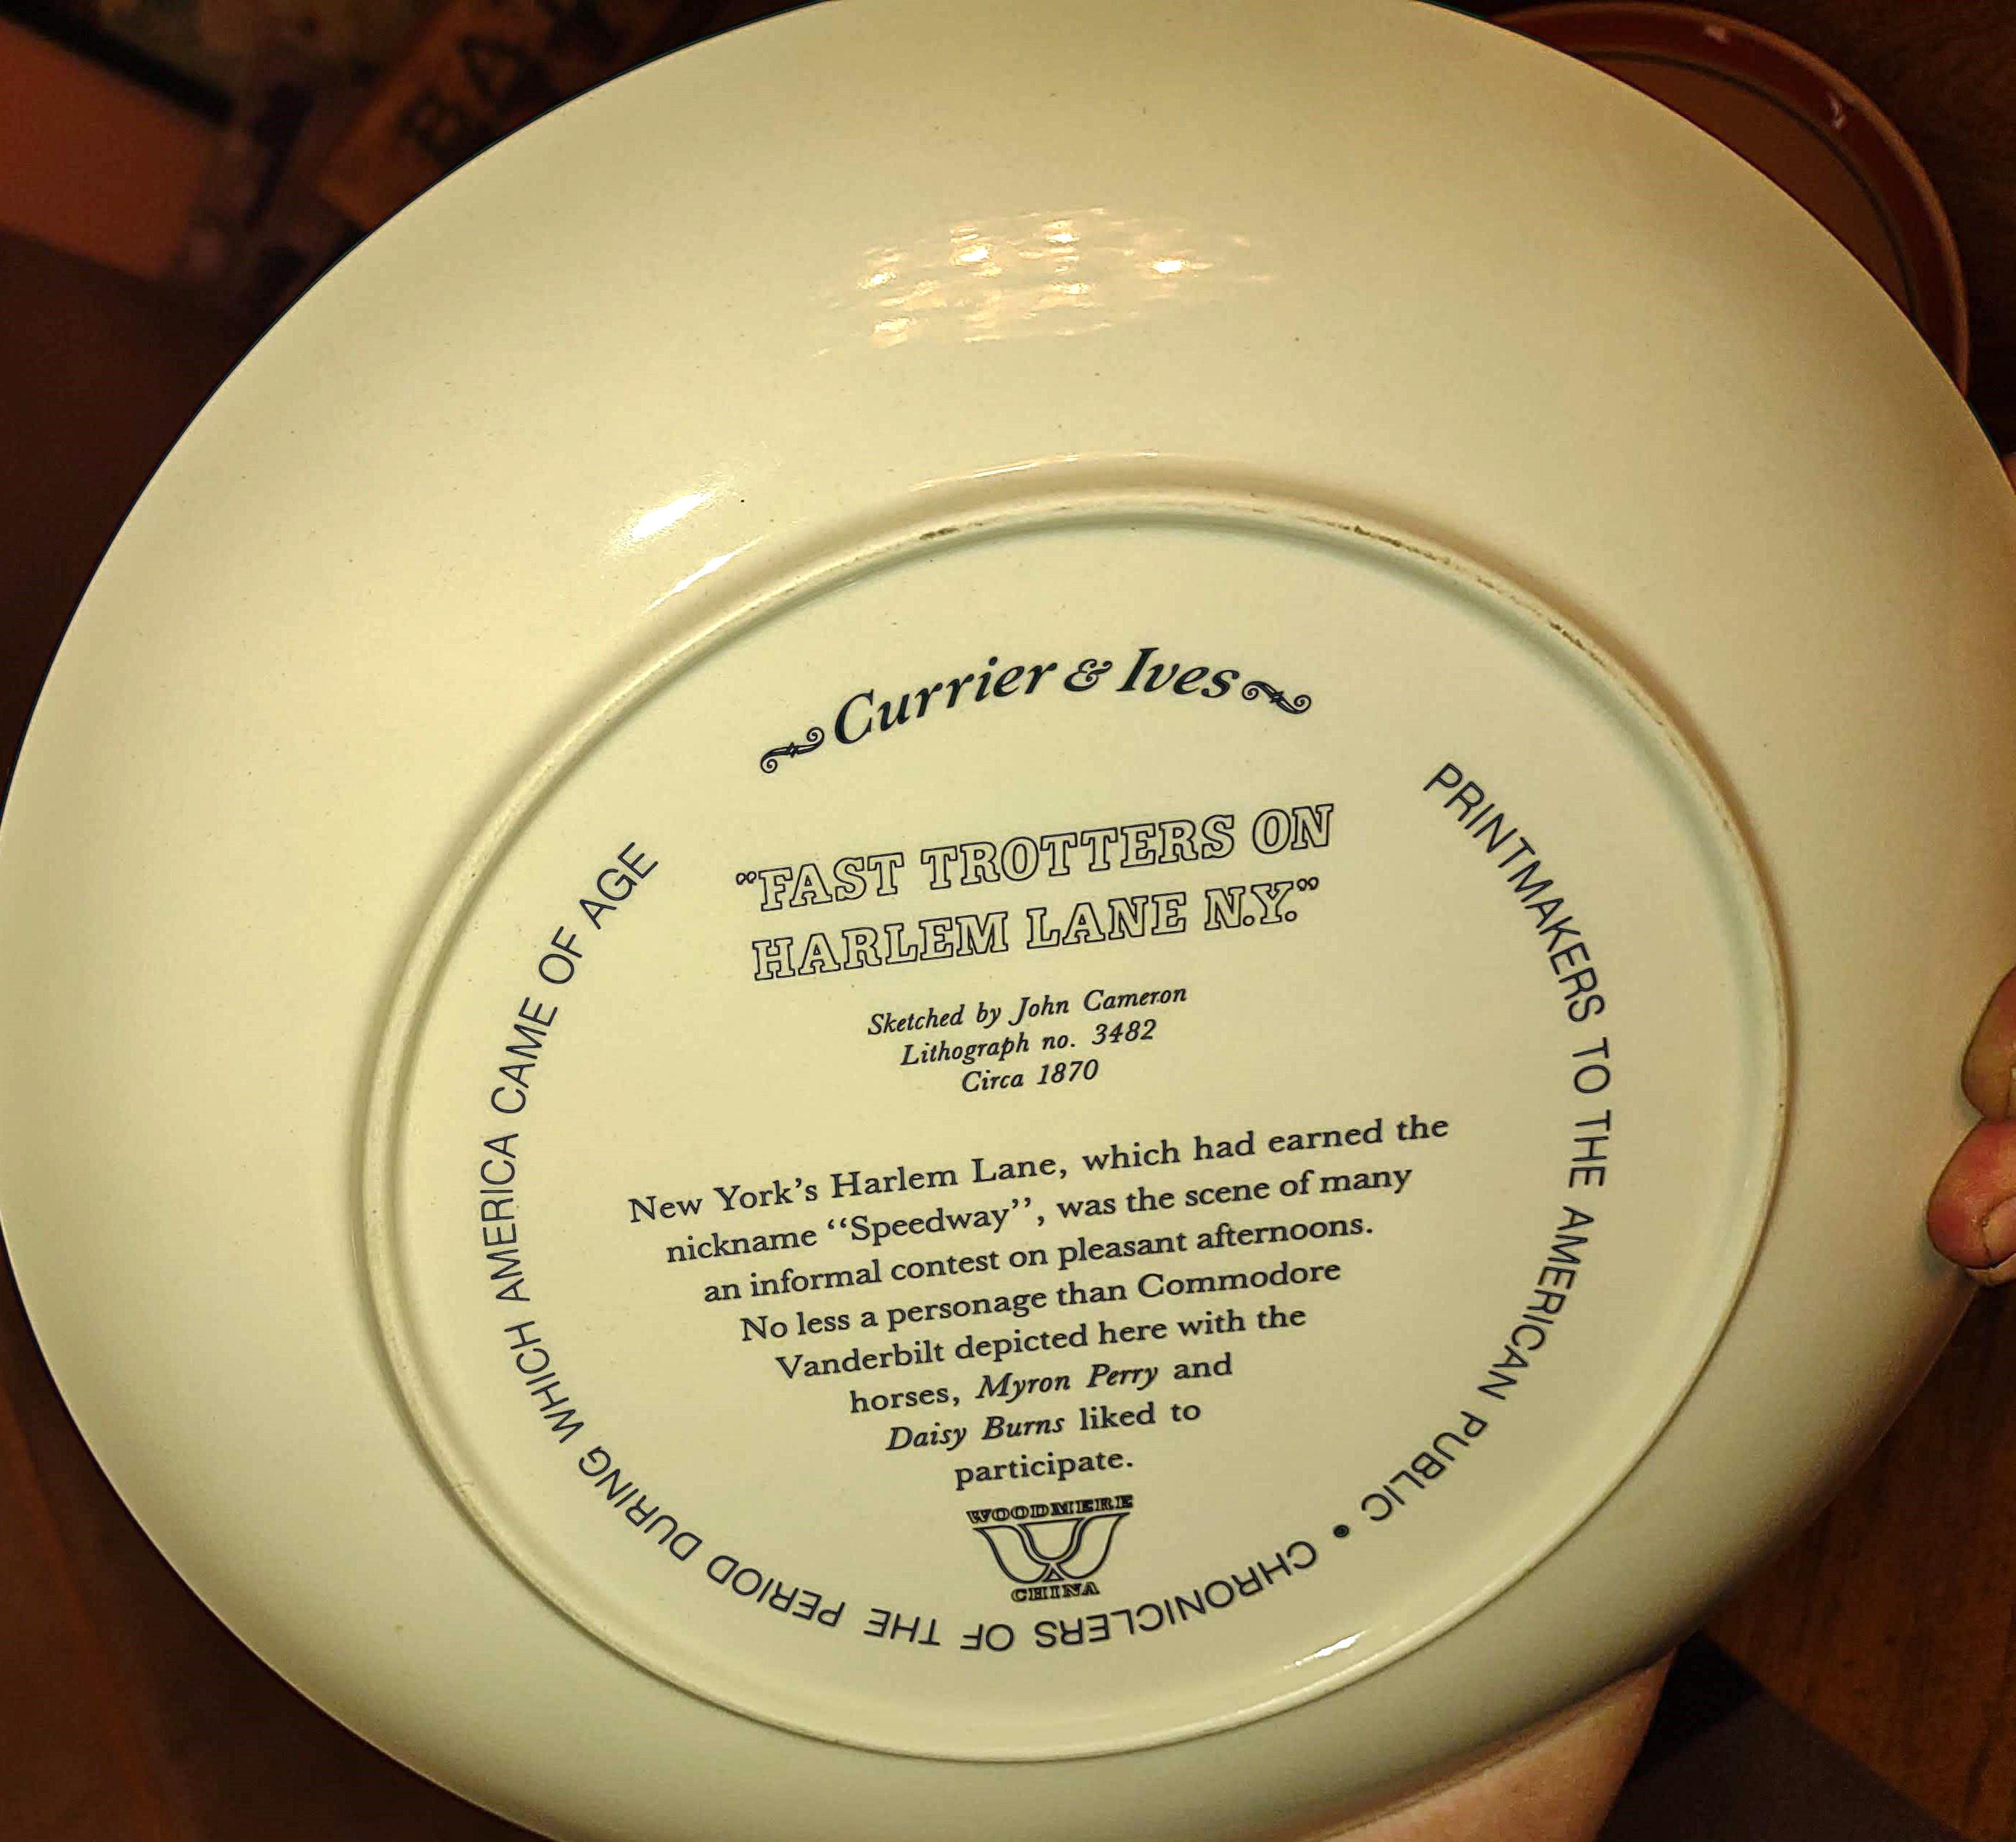 Currier & Ives
"FAST TROTTERS ON
HARLEM LANE N.Y."
Sketched by John Cameron
Lithograph no. 3482
Circa 1870
New York's Harlem Lane, which had earned the
nickname "Speedway", was the scene of many
an informal contest on pleasant afternoons.
No less a personage than Commodore
Vanderbilt depicted here with the
horses, Myron Perry and
Daisy Burns liked to
participate.
WOODMERE
CHINA
PRINTMAKERS TO THE AMERICAN PUBLIC • CHRONICLERS OF THE PERIOD DURING WHICH AMERICA CAME OF AGE